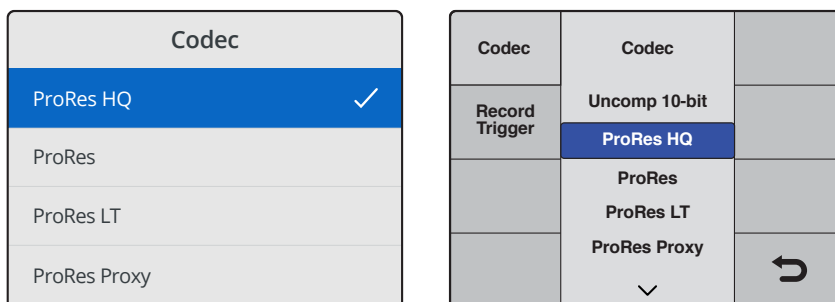 Codec
ProRes HQ
ProRes
ProRes LT
ProRes Proxy
Codec
Record
Trigger
Codec
Uncomp 10-bit
ProRes HQ
ProRes
ProRes LT
ProRes Proxy